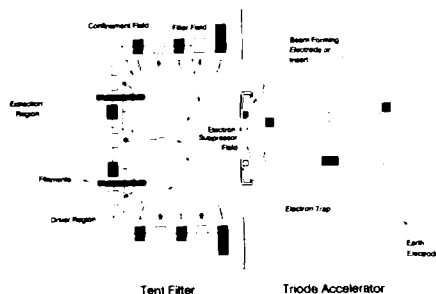 Confinement Field
Filter Field
Beam Forming
Electrode or
Insert
Extraction
Region
Electron
Suppressor
Field
Filaments
Driver Region
Electron Trap
Earth
Electrode
Tent Filter
Triode Accelerator